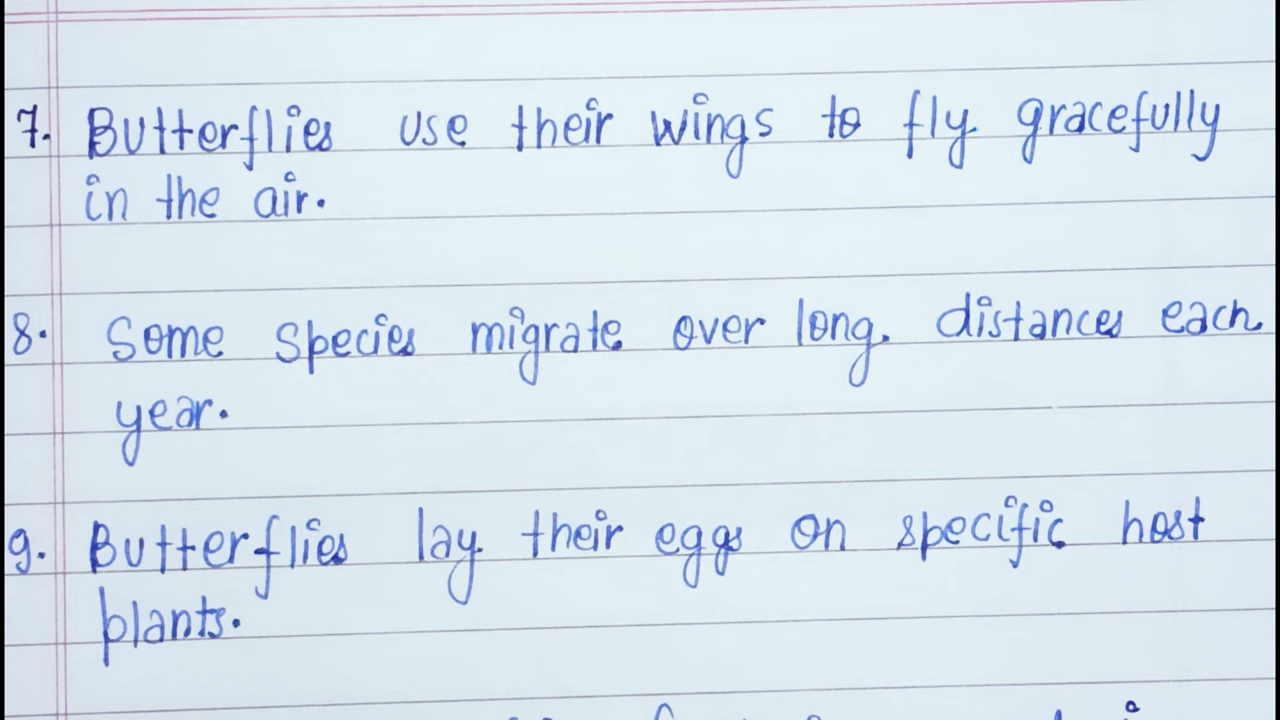 7. Butterflies use their wings to fly gracefully
in the air.
8. Some species migrate over long. distances each
year.
9. Butterflies lay their eggs on specific host
plants.